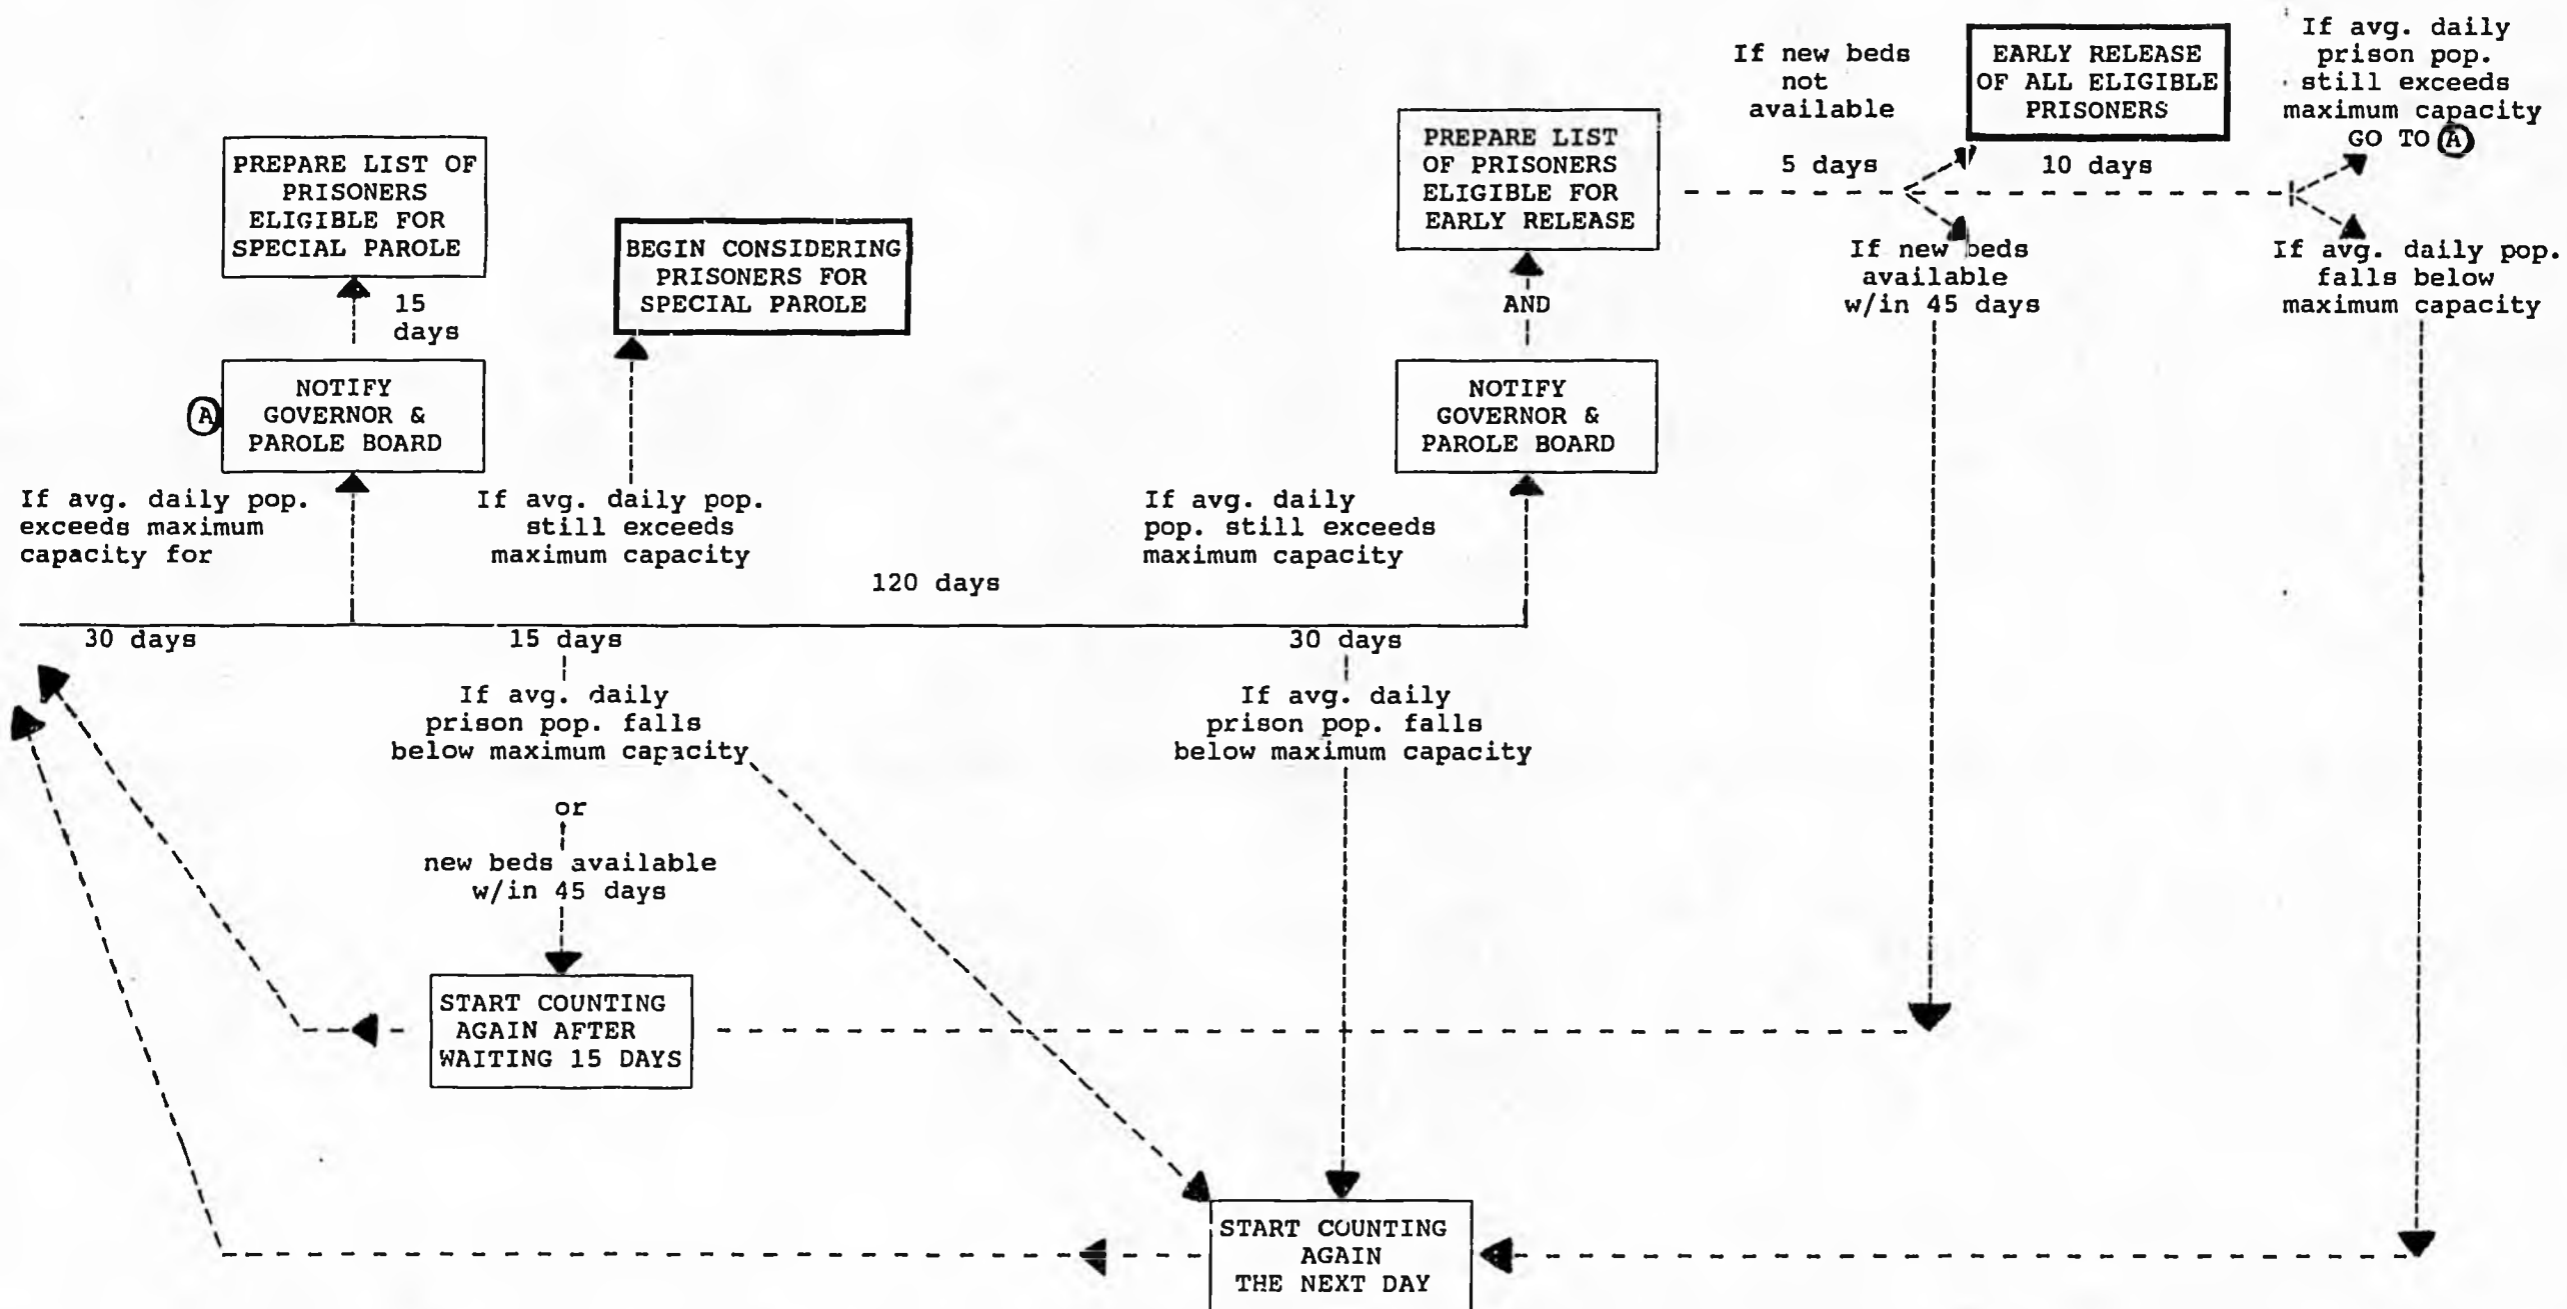 If avg. daily
prison pop.
still exceeds
maximum capacity
GO TO A
If new beds
not
available
EARLY RELEASE
OF ALL ELIGIBLE
PRISONERS
5 days
10 days
PREPARE LIST OF
PRISONERS
ELIGIBLE FOR
SPECIAL PAROLE
15
days
BEGIN CONSIDERING
PRISONERS FOR
SPECIAL PAROLE
PREPARE LIST
OF PRISONERS
ELIGIBLE FOR
EARLY RELEASE
AND
If new beds
available
w/in 45 days
If avg. daily pop.
falls below
maximum capacity
A
NOTIFY
GOVERNOR &
PAROLE BOARD
NOTIFY
GOVERNOR &
PAROLE BOARD
If avg. daily pop.
exceeds maximum
capacity for
If avg. daily pop.
still exceeds
maximum capacity
If avg. daily
pop. still exceeds
maximum capacity
120 days
30 days
15 days
30 days
If avg. daily
prison pop. falls
below maximum capacity
or
new beds available
w/in 45 days
If avg. daily
prison pop. falls
below maximum capacity
START COUNTING
AGAIN AFTER
WAITING 15 DAYS
START COUNTING
AGAIN
THE NEXT DAY